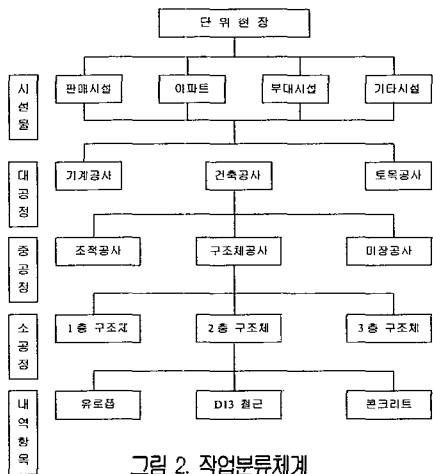 단 위 현 장
시설물
판매시설 아파트 부대시설 기타시설
대공정
기계공사 건축공사 토목공사
중공정
조적공사 구조체공사 미장공사
소공정
1층 구조체 2층 구조체 3층 구조체
내역항목
유로폼 D13 철근 콘크리트
그림 2. 작업분류체계